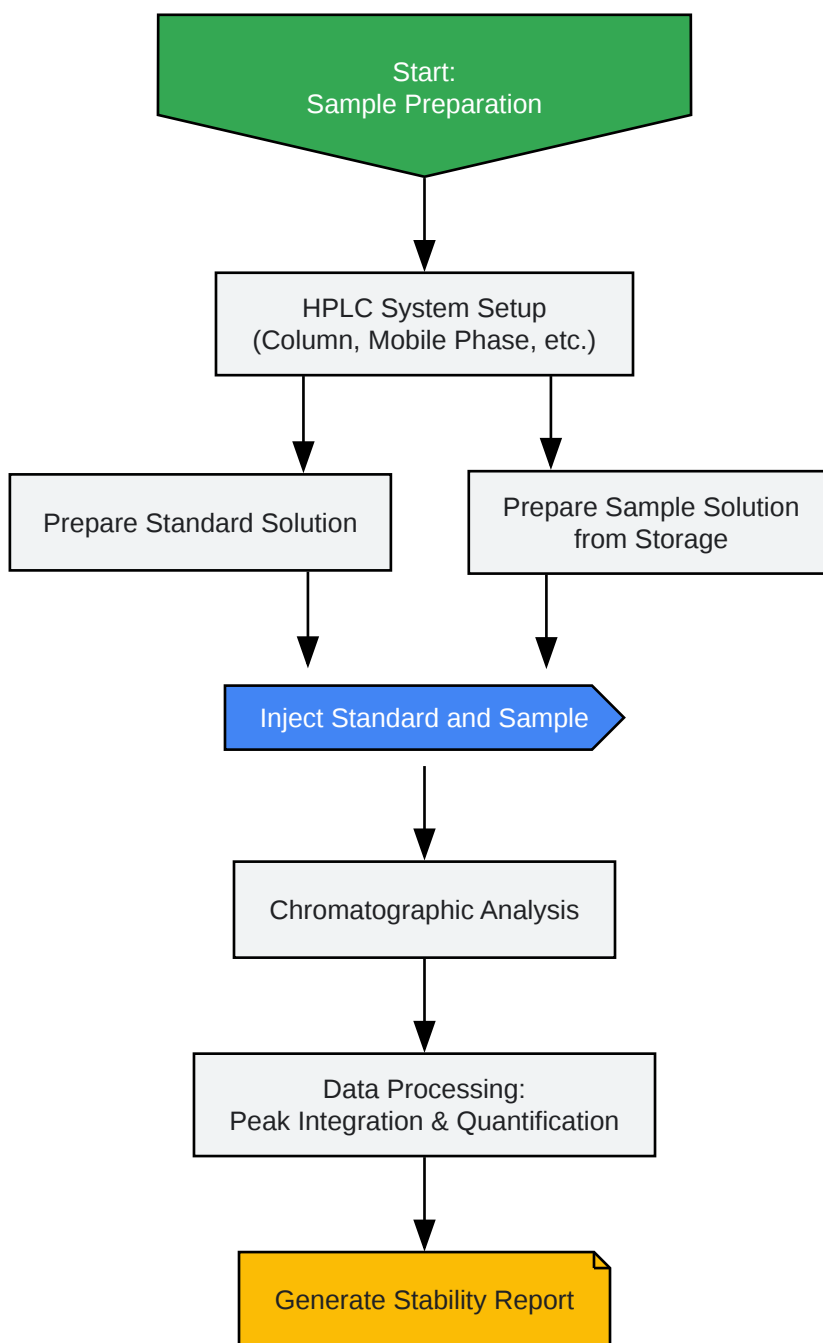 Start:
Sample Preparation
HPLC System Setup
(Column, Mobile Phase, etc.)
Prepare Standard Solution
Prepare Sample Solution
from Storage
Inject Standard and Sample
Chromatographic Analysis
Data Processing:
Peak Integration & Quantification
Generate Stability Report